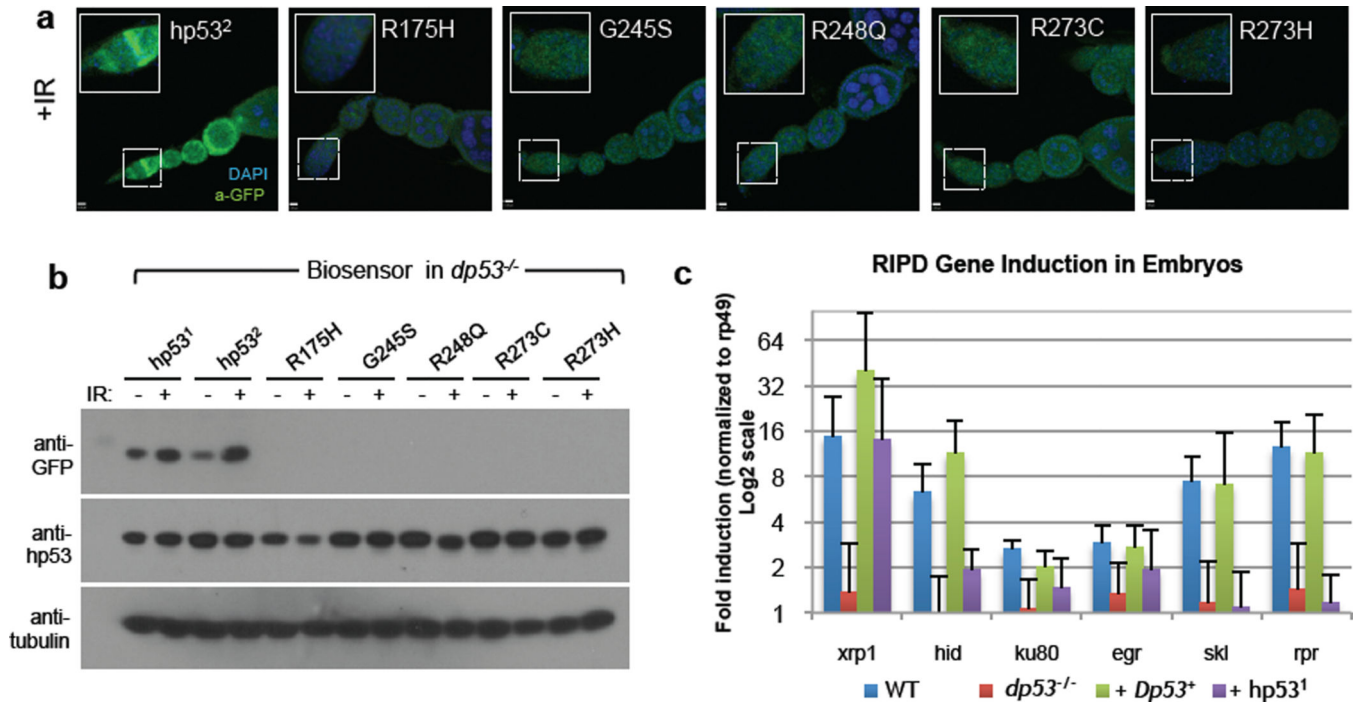 a
+IR
hp53²
DAPI
a-GFP
R175H
G245S
R248Q
R273C
R273H
b
Biosensor in dp53-/-
hp53¹ hp53² R175H G245S R248Q R273C R273H
IR: - + - + - + - + - + - + - +
anti-
GFP
anti-
hp53
anti-
tubulin
c
RIPD Gene Induction in Embryos
Fold induction (normalized to rp49)
Log2 scale
64
32
16
8
4
2
1
xrp1 hid ku80 egr skl rpr
WT dp53-/- + Dp53+ + hp53¹